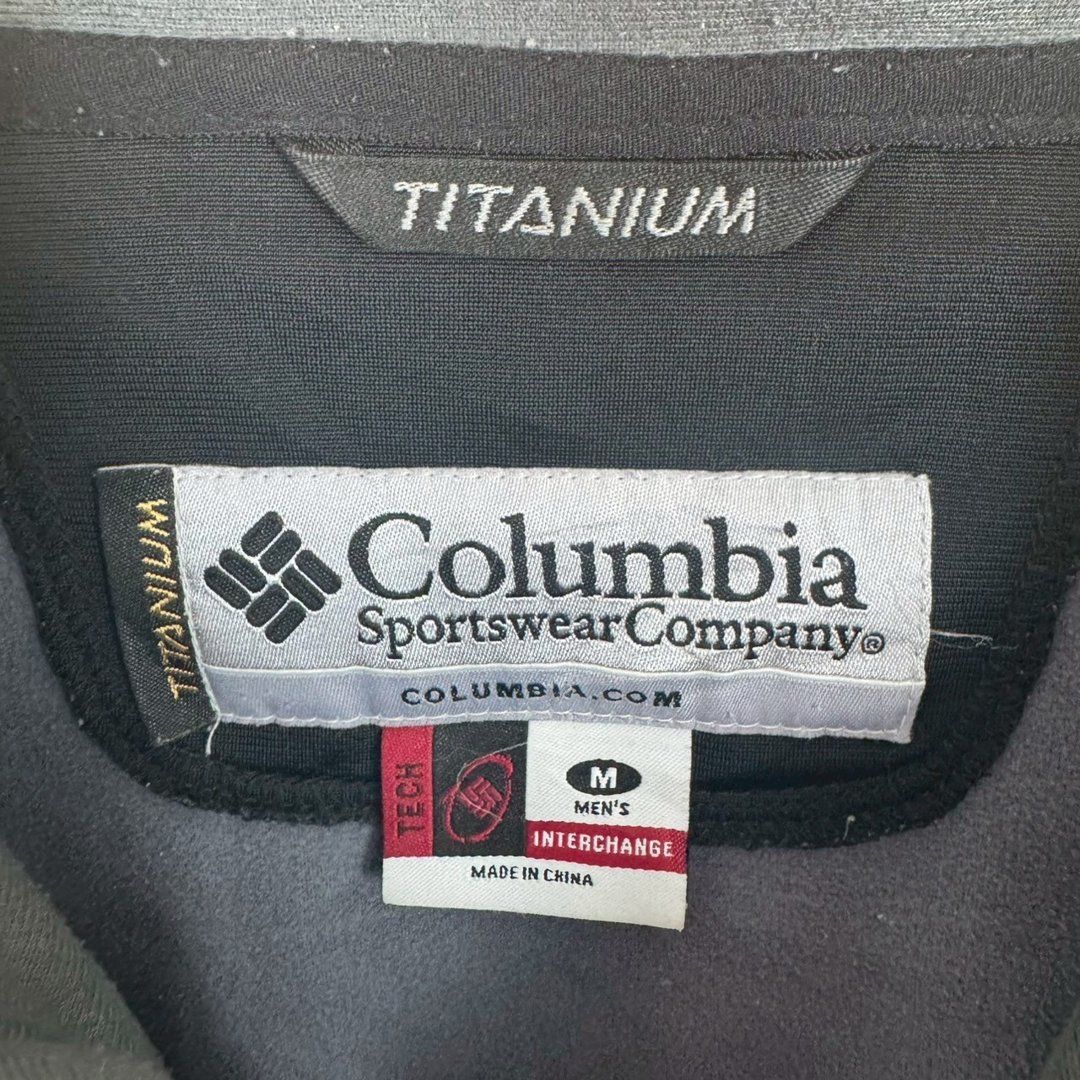 TITANIUM
TITANIUM
Columbia
Sportswear Company®
COLUMBIA.COM
TECH
M
MEN'S
INTERCHANGE
MADE IN CHINA